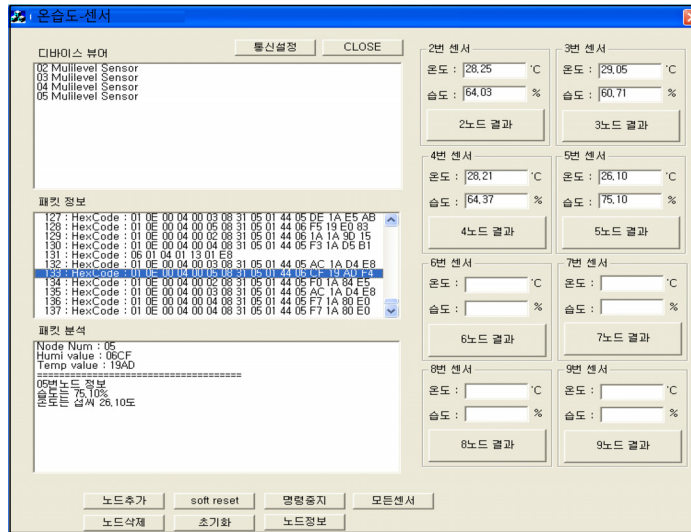 온습도-센서
디바이스 뷰어
통신설정
CLOSE
02 Mulilevel Sensor
03 Mulilevel Sensor
04 Mulilevel Sensor
05 Mulilevel Sensor
패킷 정보
127 : HexCode : 01 0E 00 04 00 03 08 31 05 01 44 05 DE 1A E5 AB
128 : HexCode : 01 0E 00 04 00 05 08 31 05 01 44 06 F5 19 E0 83
129 : HexCode : 01 0E 00 04 00 02 08 31 05 01 44 06 1A 1A 9D 15
130 : HexCode : 01 0E 00 04 00 04 08 31 05 01 44 05 F3 1A D5 B1
131 : HexCode : 06 01 04 01 13 01 E8
132 : HexCode : 01 0E 00 04 00 03 08 31 05 01 44 05 AC 1A D4 E8
133 : HexCode : 01 0E 00 04 00 05 08 31 05 01 44 06 CF 19 AD F4
134 : HexCode : 01 0E 00 04 00 02 08 31 05 01 44 05 F0 1A 84 E5
135 : HexCode : 01 0E 00 04 00 03 08 31 05 01 44 05 AC 1A D4 E8
136 : HexCode : 01 0E 00 04 00 04 08 31 05 01 44 05 F7 1A 80 E0
137 : HexCode : 01 0E 00 04 00 04 08 31 05 01 44 05 F7 1A 80 E0
패킷 분석
Node Num : 05
Humi value : 06CF
Temp value : 19AD
=====================================
05번노드 정보
습도는 75,10%
온도는 섭씨 26,10도
노드추가
soft reset
명령중지
모든센서
노드삭제
초기화
노드정보
2번 센서
온도 : 28,25 °C
습도 : 64,03 %
2노드 결과
3번 센서
온도 : 29,05 °C
습도 : 60,71 %
3노드 결과
4번 센서
온도 : 28,21 °C
습도 : 64,37 %
4노드 결과
5번 센서
온도 : 26,10 °C
습도 : 75,10 %
5노드 결과
6번 센서
온도 : °C
습도 : %
6노드 결과
7번 센서
온도 : °C
습도 : %
7노드 결과
8번 센서
온도 : °C
습도 : %
8노드 결과
9번 센서
온도 : °C
습도 : %
9노드 결과